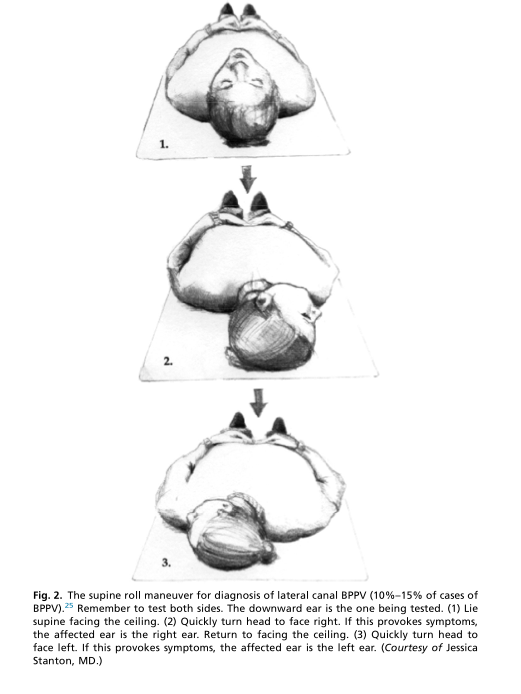 1.
2.
3.
Fig. 2. The supine roll maneuver for diagnosis of lateral canal BPPV (10%–15% of cases of
BPPV).25 Remember to test both sides. The downward ear is the one being tested. (1) Lie
supine facing the ceiling. (2) Quickly turn head to face right. If this provokes symptoms,
the affected ear is the right ear. Return to facing the ceiling. (3) Quickly turn head to
face left. If this provokes symptoms, the affected ear is the left ear. (Courtesy of Jessica
Stanton, MD.)